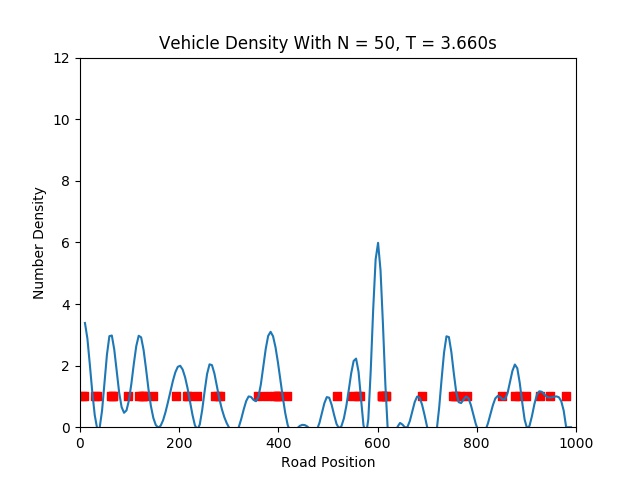 Vehicle Density With N = 50, T = 3.660s
12
10
8
6
4
2
0
Number Density
0 200 400 600 800 1000
Road Position